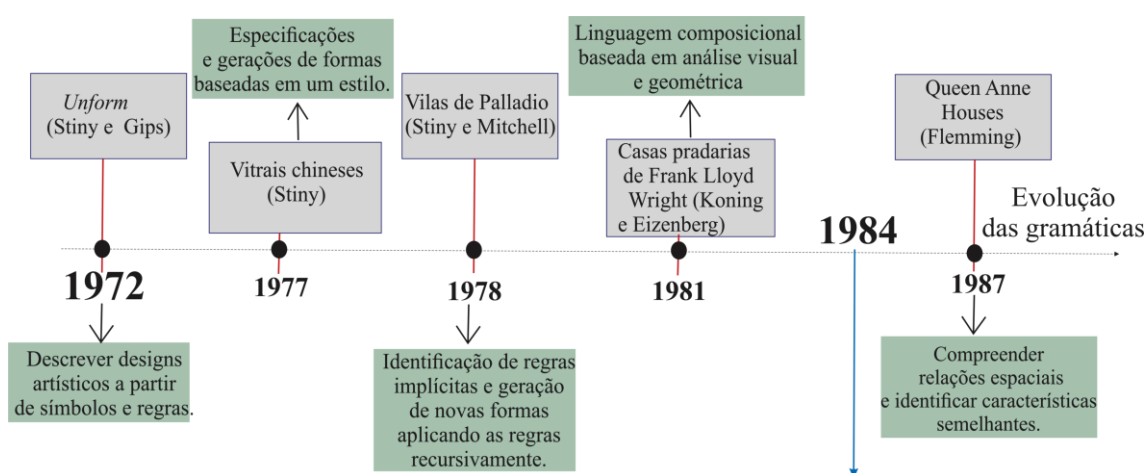 Especificações
e gerações de formas
baseadas em um estilo.
Linguagem composicional
baseada em análise visual
e geométrica
Unform
(Stiny e Gips)
Vitrais chineses
(Stiny)
Vilas de Palladio
(Stiny e Mitchell)
Casas pradarias
de Frank Lloyd
Wright (Koning
e Eizenberg)
Queen Anne
Houses
(Flemming)
Evolução
das gramáticas
1972
1977
1978
1981
1984
1987
Descrever designs
artísticos a partir
de símbolos e regras.
Identificação de regras
implícitas e geração
de novas formas
aplicando as regras
recursivamente.
Compreender
relações espaciais
e identificar características
semelhantes.